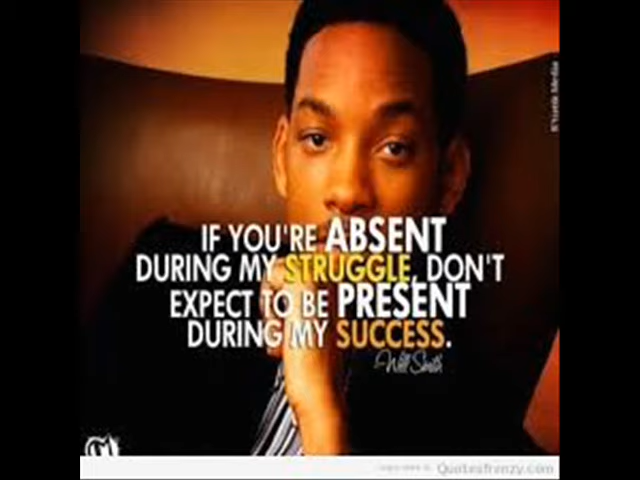 IF YOU'RE ABSENT
DURING MY STRUGGLE, DON'T
EXPECT TO BE PRESENT
DURING MY SUCCESS.
Will Smith
Quotesfrenzy.com